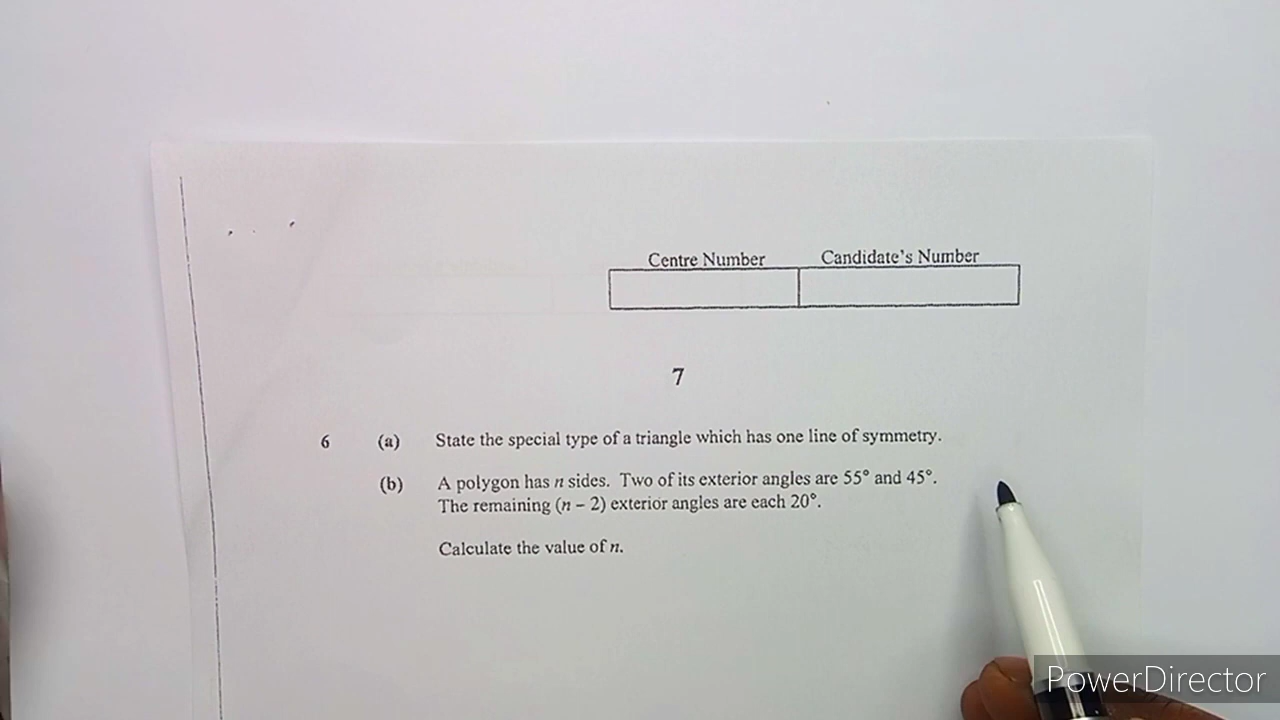 Centre Number Candidate's Number
7
6 (a) State the special type of a triangle which has one line of symmetry.
(b) A polygon has n sides. Two of its exterior angles are 55° and 45°.
The remaining (n – 2) exterior angles are each 20°.
Calculate the value of n.
PowerDirector